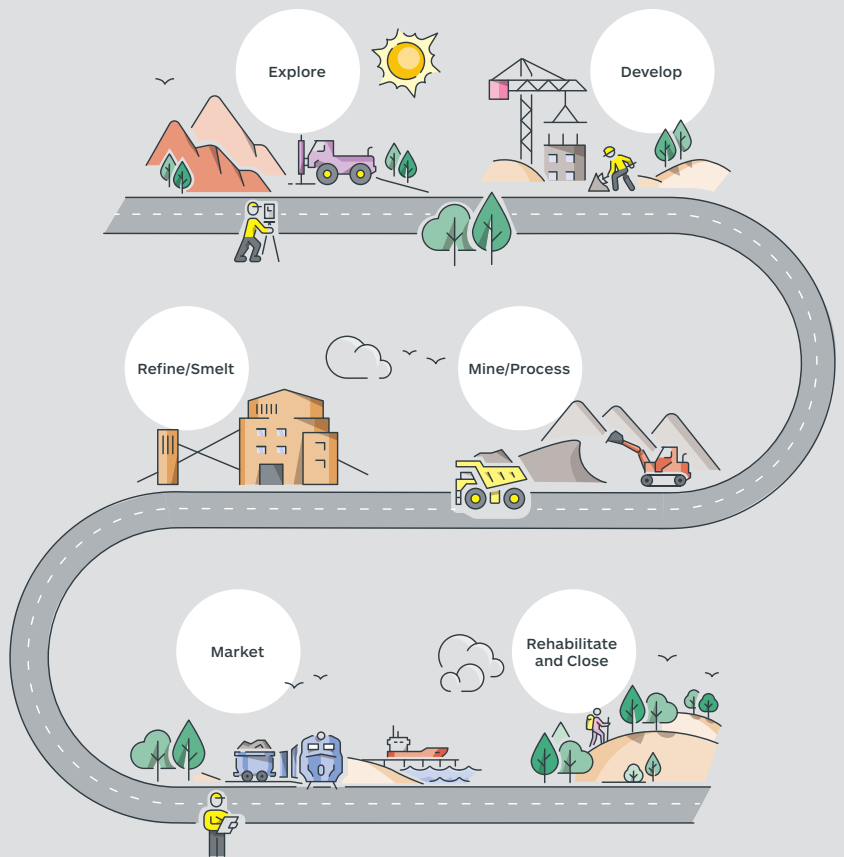 Explore
Develop
Refine/Smelt
Mine/Process
Market
Rehabilitate
and Close